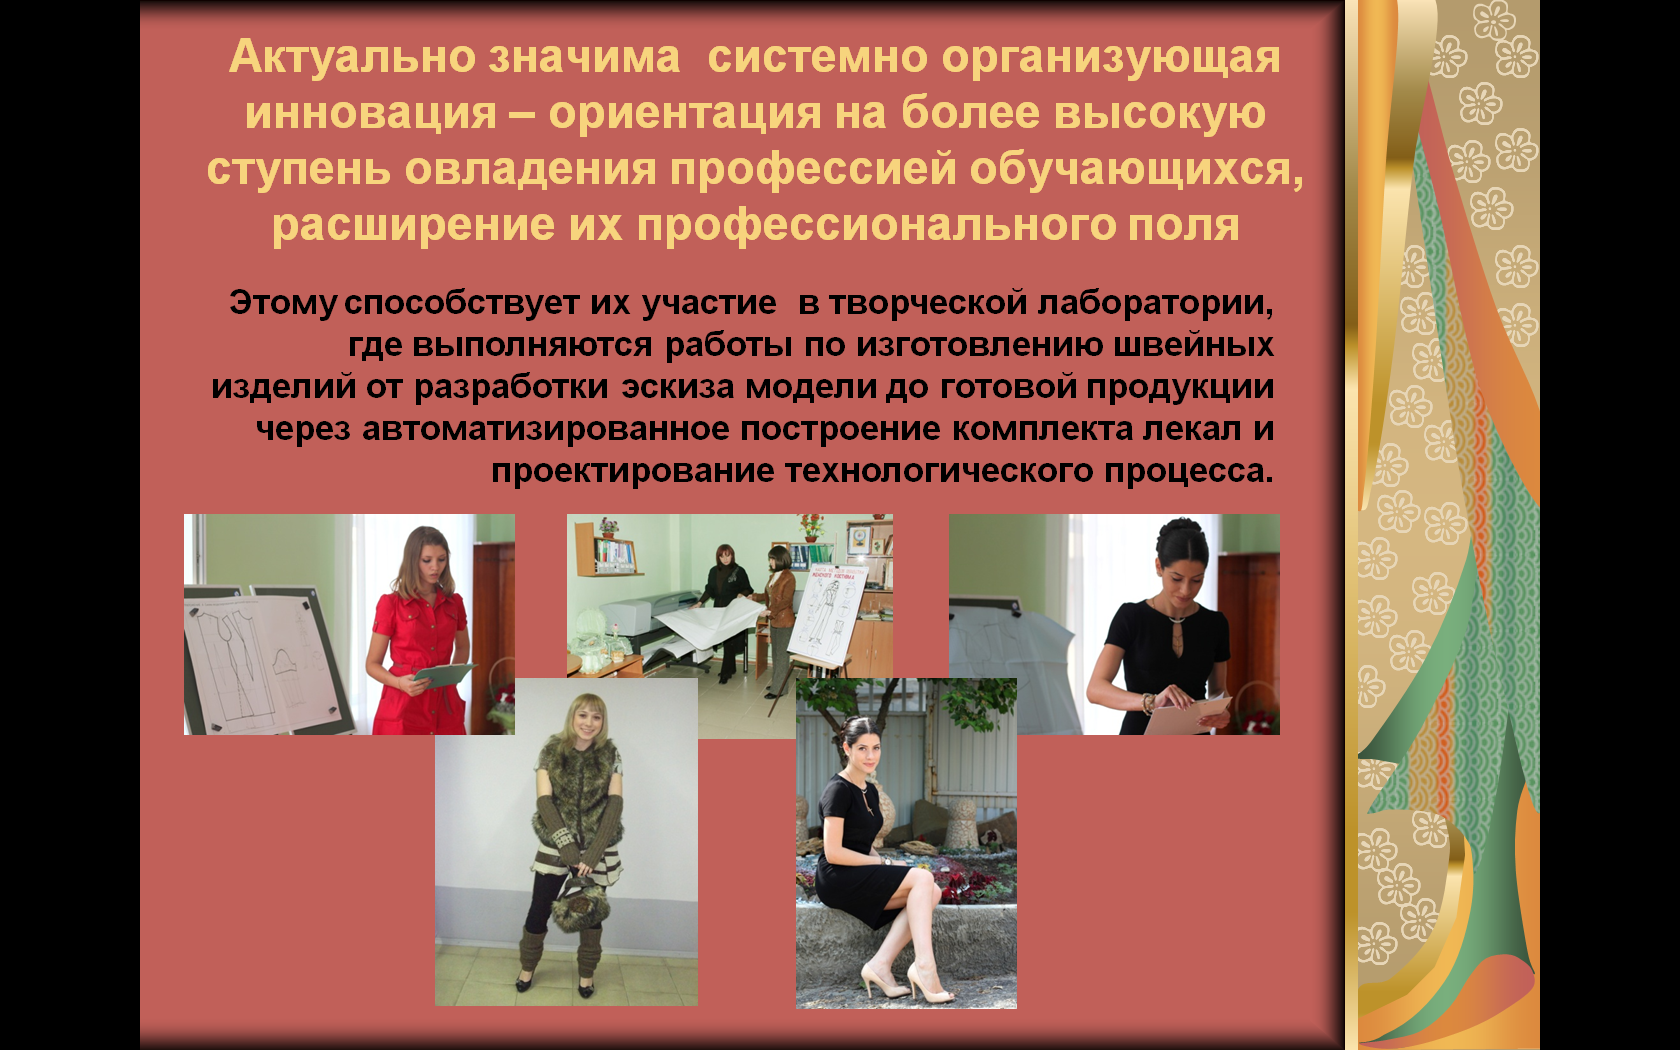 Актуально значима системно организующая
инновация – ориентация на более высокую
ступень овладения профессией обучающихся,
расширение их профессионального поля
Этому способствует их участие в творческой лаборатории,
где выполняются работы по изготовлению швейных
изделий от разработки эскиза модели до готовой продукции
через автоматизированное построение комплекта лекал и
проектирование технологического процесса.